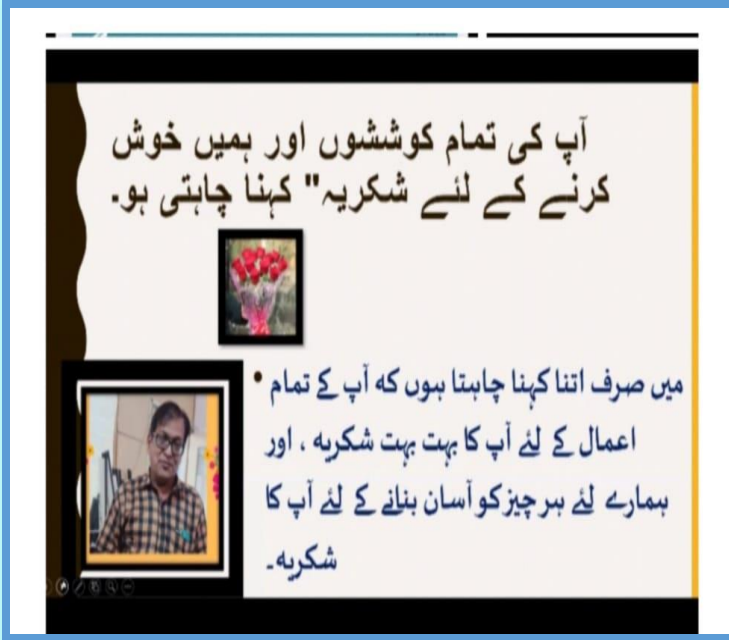 آپ کی تمام کوششوں اور ہمیں خوش
کرنے کے لئے شکریہ" کہنا چاہتی ہو۔
• میں صرف اتنا کہنا چاہتا ہوں کہ آپ کے تمام
اعمال کے لئے آپ کا بہت بہت شکریہ ، اور
ہمارے لئے ہر چیز کو آسان بنانے کے لئے آپ کا
شکریہ۔